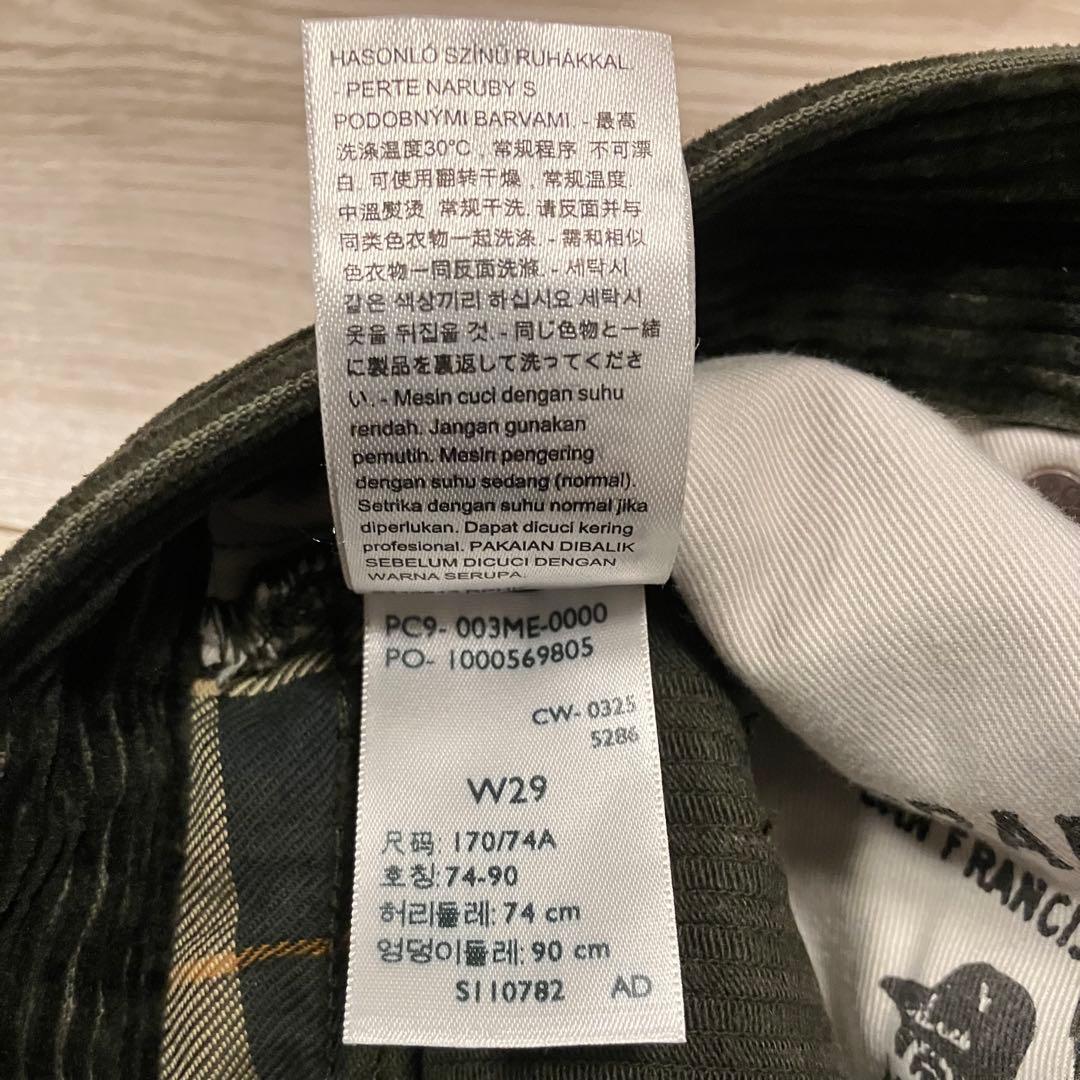 HASONLÓ SZÍNŰ RUHÁKKAL.
- PERTE NARUBY S
PODOBNÝMI BARVAMI. - 最高
洗涤温度30°C , 常规程序 不可漂
白. 可使用翻转干燥 , 常规温度.
中溫熨烫 常规干洗. 请反面并与
同类色衣物一起洗涤. - 需和相似
色衣物一同反面洗滌. - 세탁시
같은 색상끼리 하십시요 세탁시
옷을 뒤집을 것. - 同じ色物と一緒
に製品を裏返して洗ってくださ
い. - Mesin cuci dengan suhu
rendah. Jangan gunakan
pemutih. Mesin pengering
dengan suhu sedang (normal).
Setrika dengan suhu normal jika
diperlukan. Dapat dicuci kering
profesional. PAKAIAN DIBALIK
SEBELUM DICUCI DENGAN
WARNA SERUPA.
PC9- 003ME-0000
PO- 1000569805
CW- 0325
5286
W29
尺码: 170/74A
호칭: 74-90
허리둘레: 74 cm
엉덩이둘레: 90 cm
S110782 AD
SAN FRANCIS